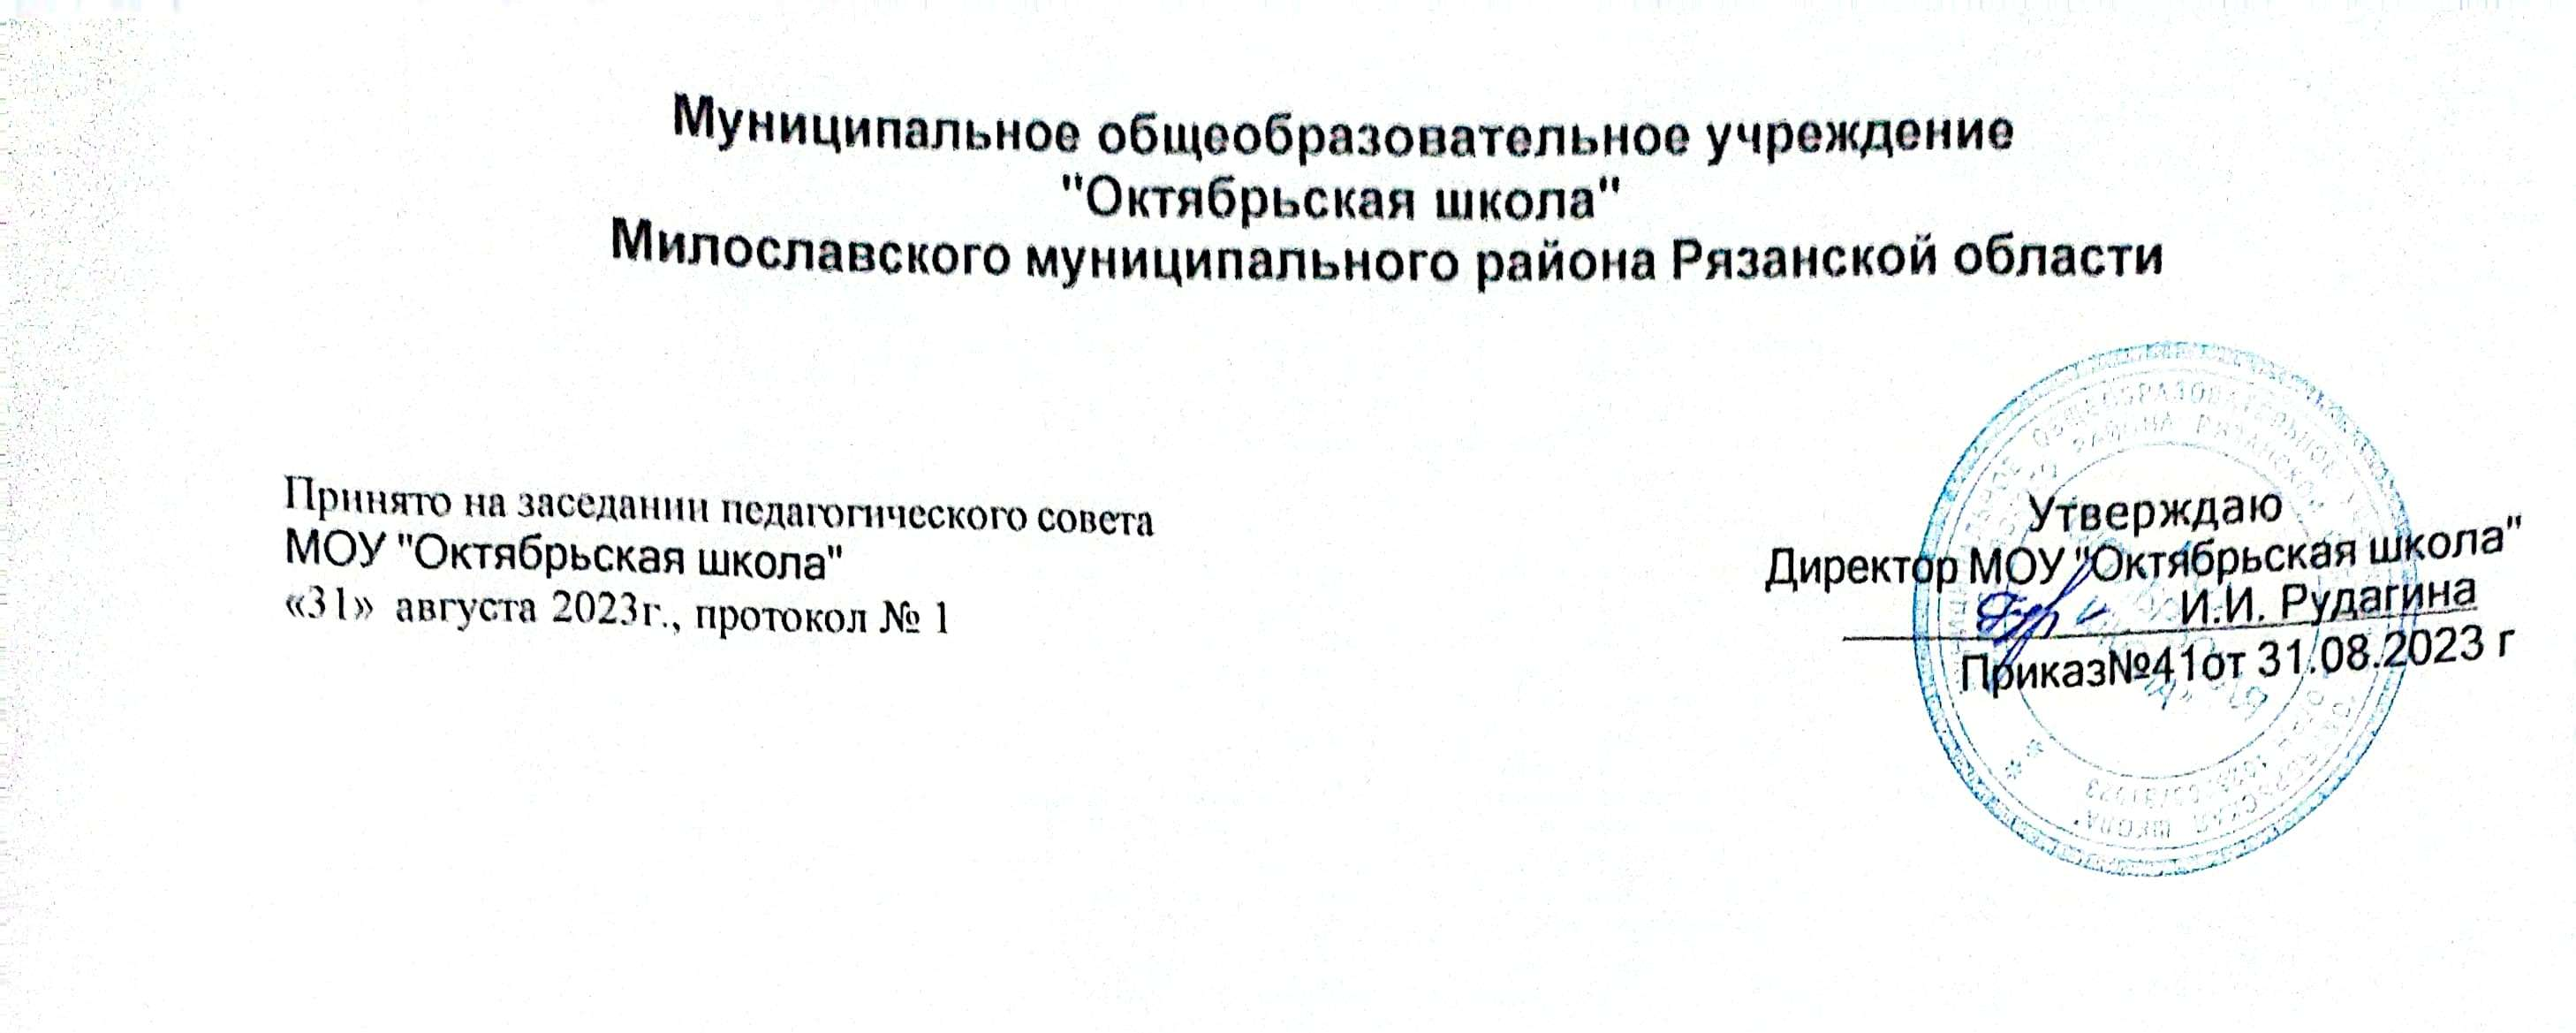 Муниципальное общеобразовательное учреждение
"Октябрьская школа"
Милославского муниципального района Рязанской области
Принято на заседании педагогического совета
МОУ "Октябрьская школа"
«31» августа 2023г., протокол № 1
Утверждаю
Директор МОУ "Октябрьская школа"
И.И. Рудагина
Приказ№41от 31.08.2023 г